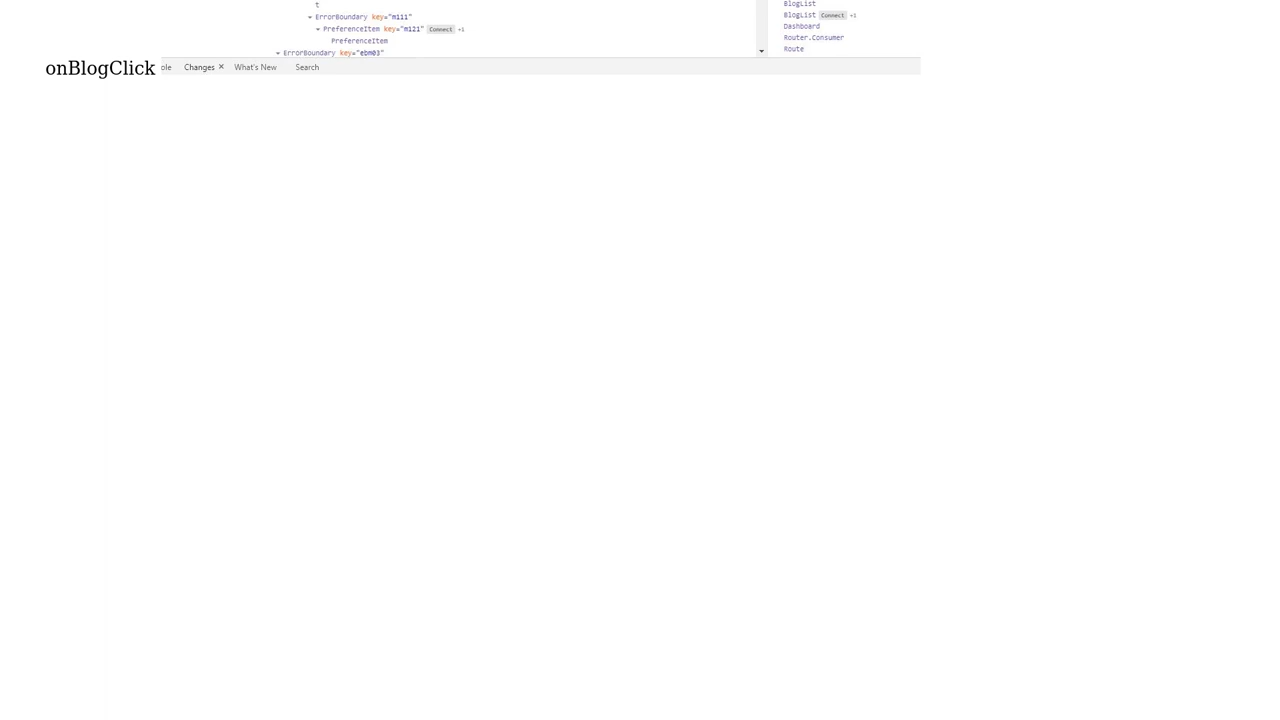 t
ErrorBoundary key="m111"
PreferenceItem key="m121" Connect +1
PreferenceItem
ErrorBoundary key="ebm03"
BlogList
BlogList Connect +1
Dashboard
Router.Consumer
Route
onBlogClick
ole Changes ✕ What's New Search